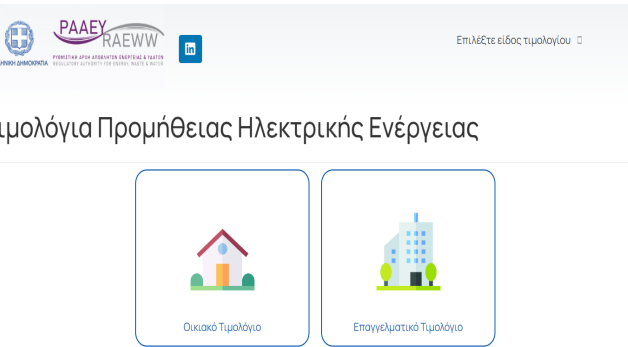 ΡΑΑΕΥ
RAEWW
ΡΥΘΜΙΣΤΙΚΗ ΑΡΧΗ ΑΠΟΒΛΗΤΩΝ ΕΝΕΡΓΕΙΑΣ & ΥΔΑΤΩΝ
REGULATORY AUTHORITY FOR ENERGY, WASTE & WATER
ΔΗΜΟΚΡΑΤΙΑ
in
Επιλέξτε είδος τιμολογίου
ιμολόγια Προμήθειας Ηλεκτρικής Ενέργειας
Οικιακό Τιμολόγιο
Επαγγελματικό Τιμολόγιο